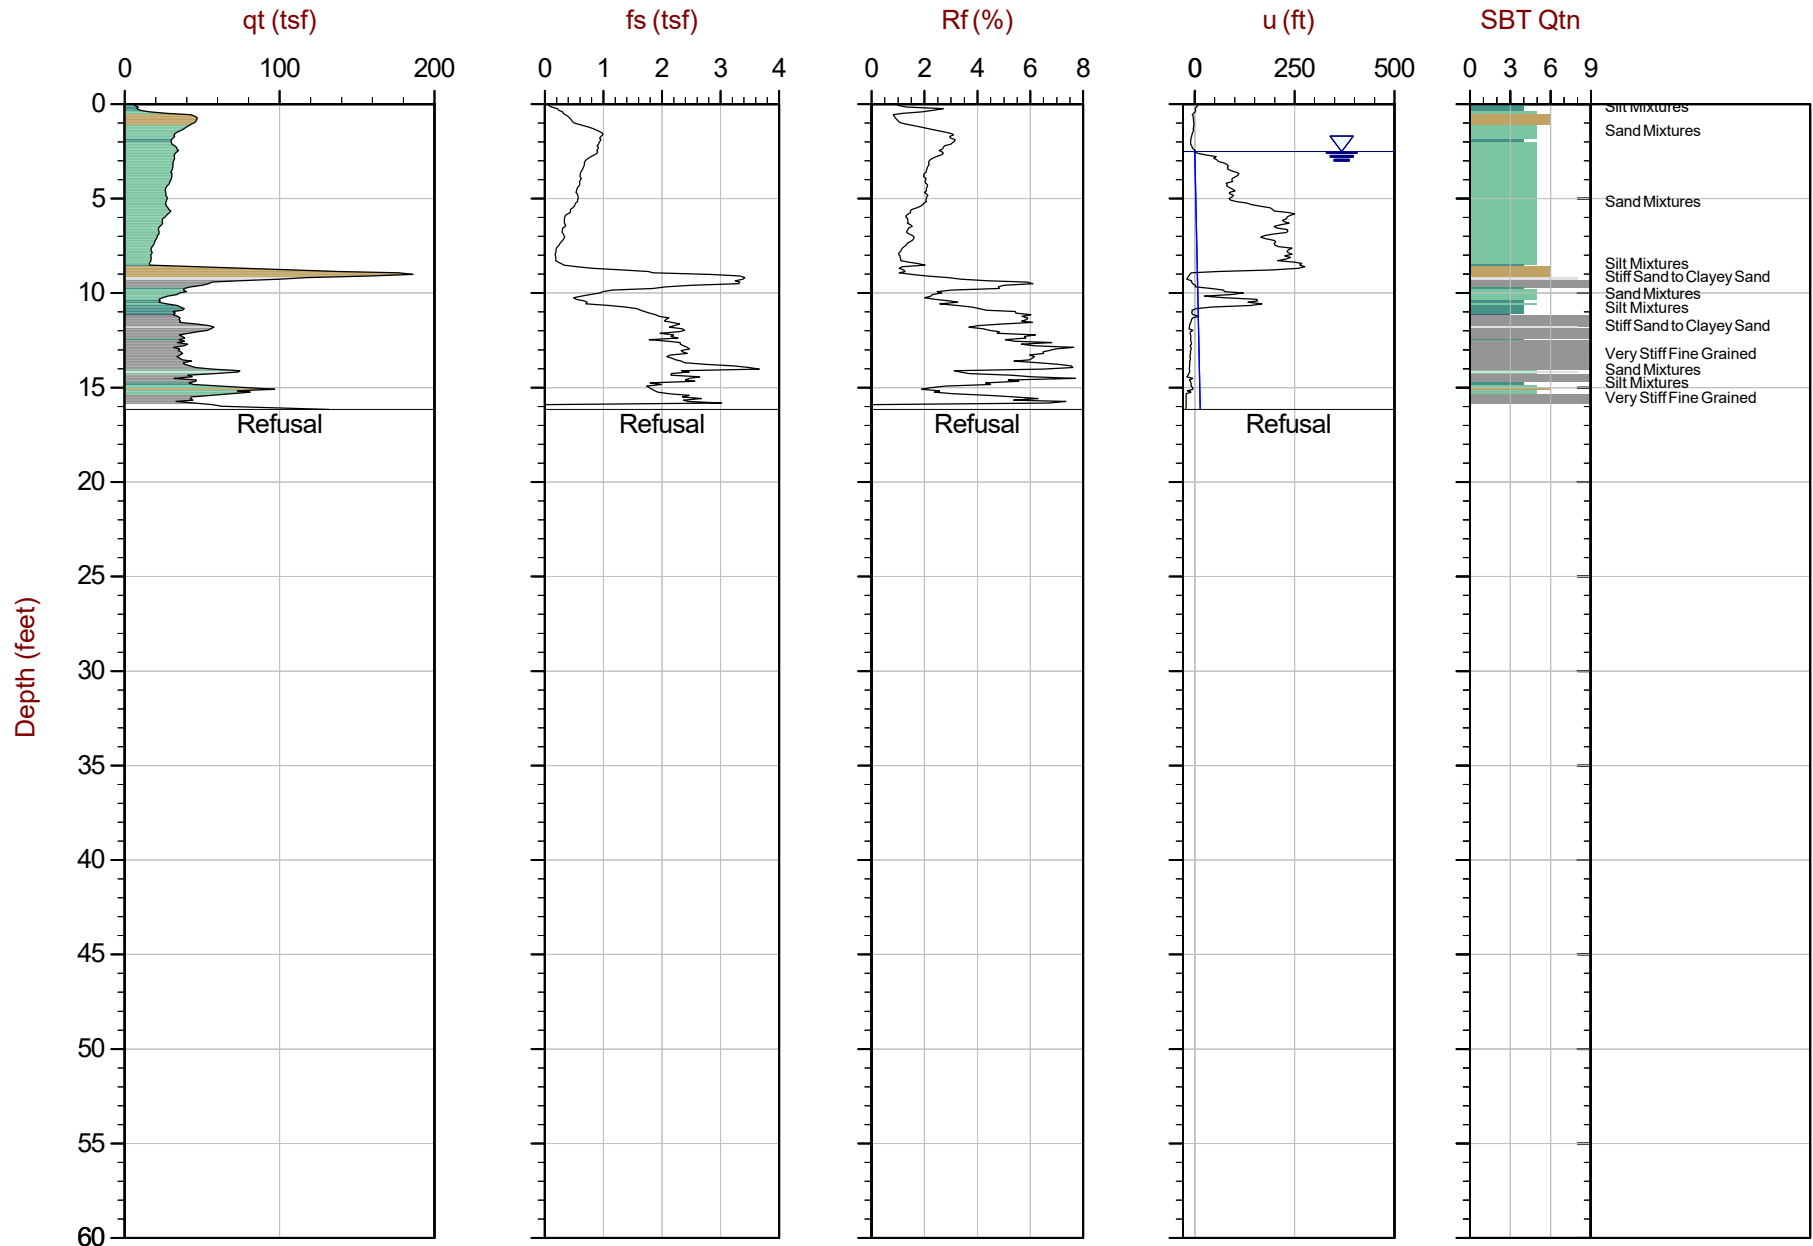 qt (tsf) fs (tsf) Rf (%) u (ft) SBT Qtn
0 100 200 0 1 2 3 4 0 2 4 6 8 0 250 500 0 3 6 9
0
Silt Mixtures
Sand Mixtures
5
Sand Mixtures
Silt Mixtures
Stiff Sand to Clayey Sand
10
Sand Mixtures
Silt Mixtures
Stiff Sand to Clayey Sand
Very Stiff Fine Grained
Sand Mixtures
15
Silt Mixtures
Very Stiff Fine Grained
Refusal Refusal Refusal Refusal
20
25
30
Depth (feet)
35
40
45
50
55
60